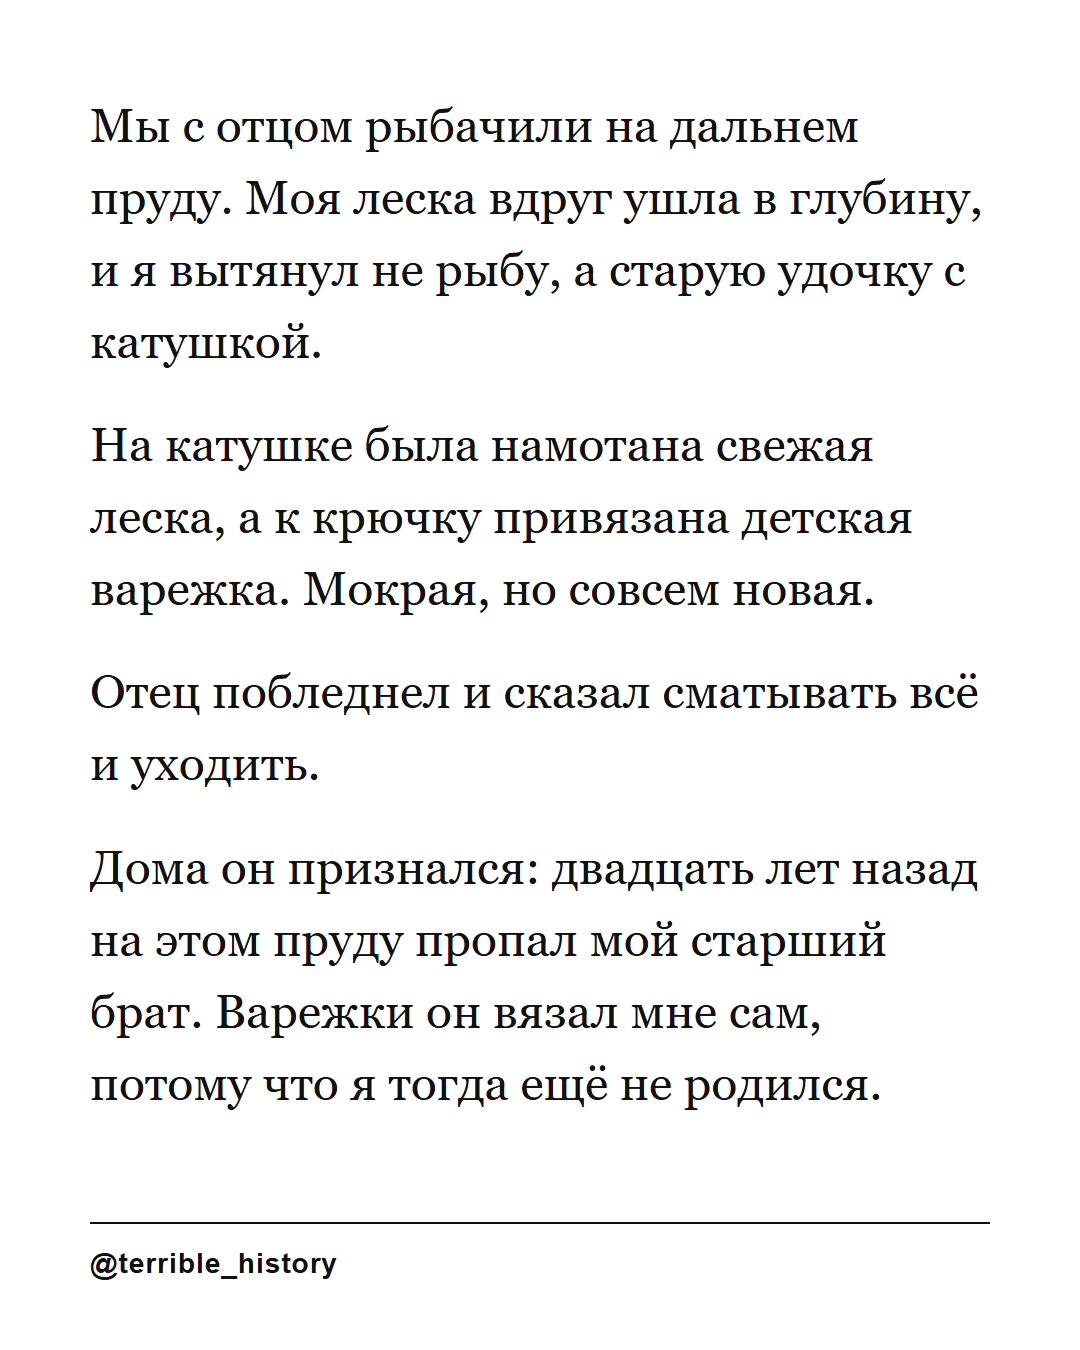 Мы с отцом рыбачили на дальнем
пруду. Моя леска вдруг ушла в глубину,
и я вытянул не рыбу, а старую удочку с
катушкой.
На катушке была намотана свежая
леска, а к крючку привязана детская
варежка. Мокрая, но совсем новая.
Отец побледнел и сказал сматывать всё
и уходить.
Дома он признался: двадцать лет назад
на этом пруду пропал мой старший
брат. Варежки он вязал мне сам,
потому что я тогда ещё не родился.
@terrible_history